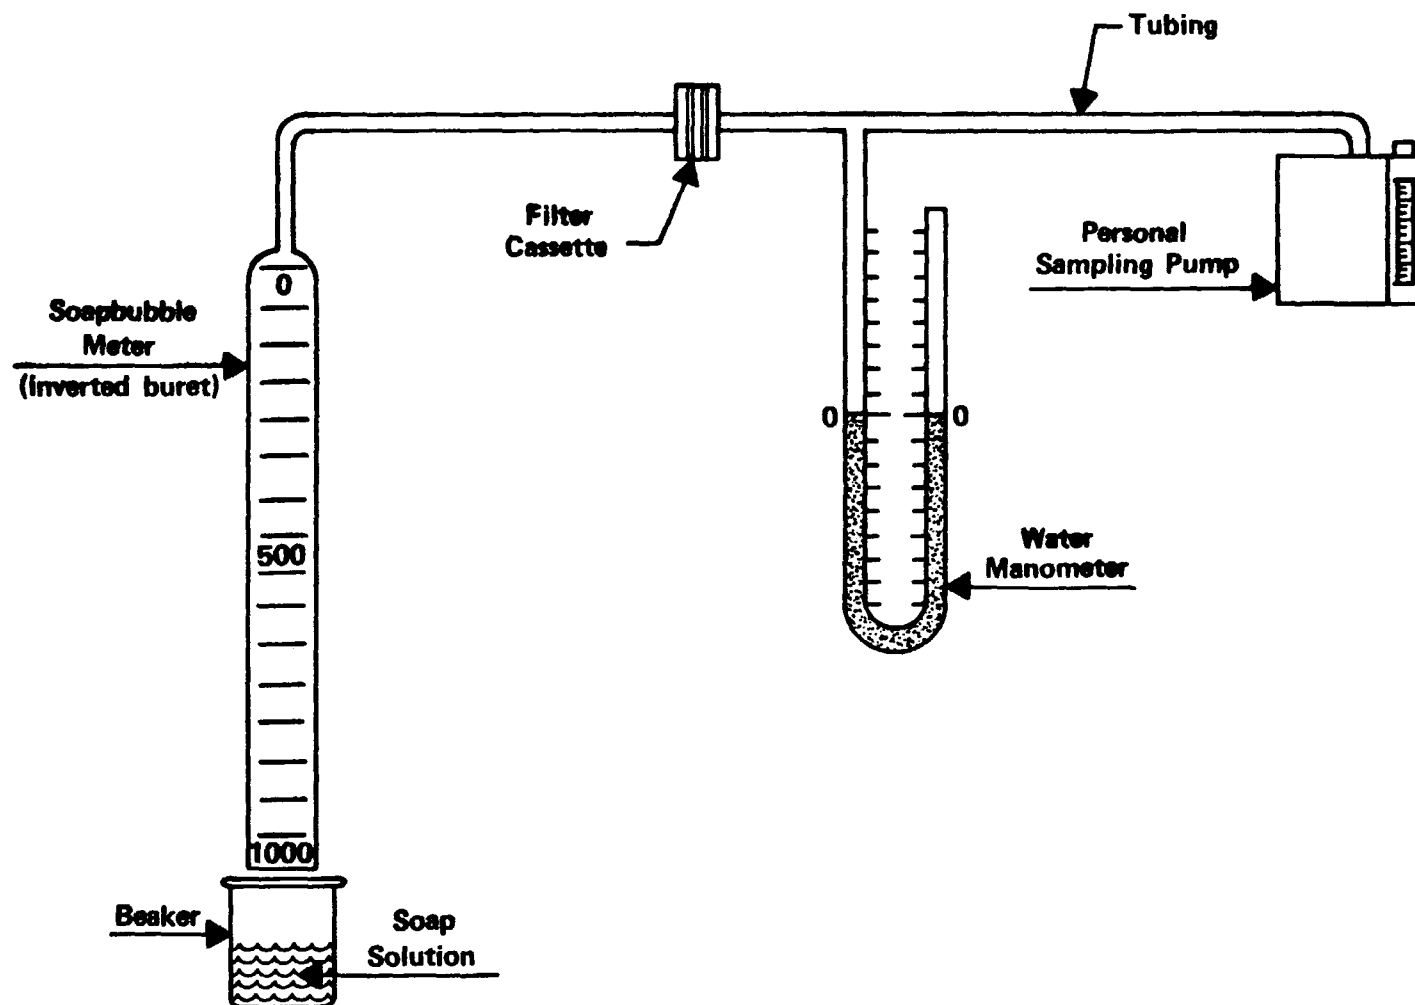 Tubing
Filter
Cassette
Personal
Sampling Pump
0
Soapbubble
Meter
(inverted buret)
0 0
500
Water
Manometer
1000
Beaker
Soap
Solution